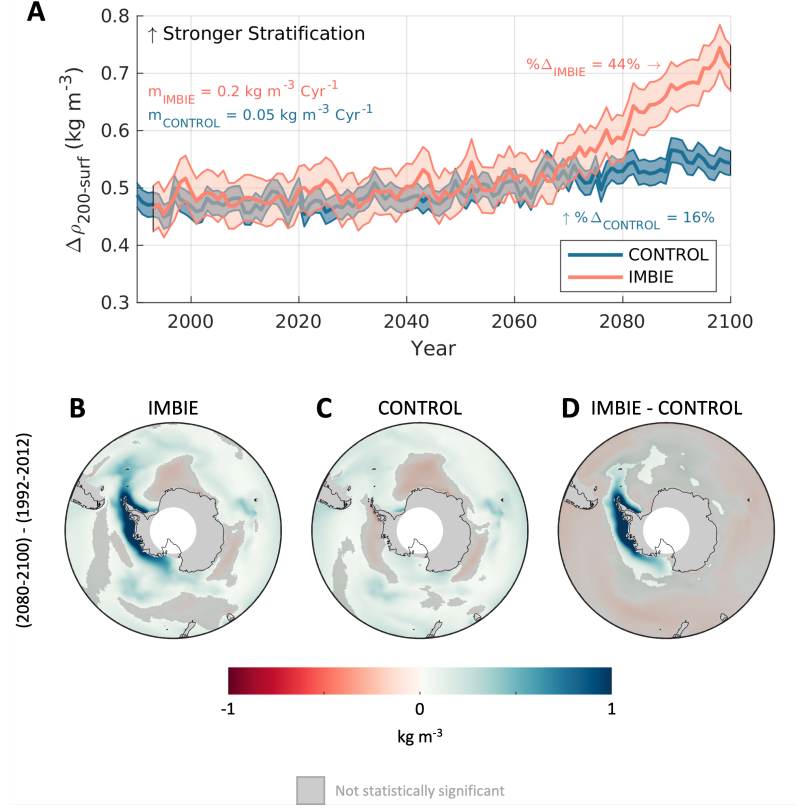 A
↑ Stronger Stratification
%Δ_IMBIE = 44% →
m_IMBIE = 0.2 kg m⁻³ Cyr⁻¹
m_CONTROL = 0.05 kg m⁻³ Cyr⁻¹
↑ %Δ_CONTROL = 16%
CONTROL
IMBIE
Δρ_200-surf (kg m⁻³)
0.8
0.7
0.6
0.5
0.4
0.3
2000 2020 2040 2060 2080 2100
Year
B IMBIE
C CONTROL
D IMBIE - CONTROL
(2080-2100) - (1992-2012)
-1 0 1
kg m⁻³
Not statistically significant